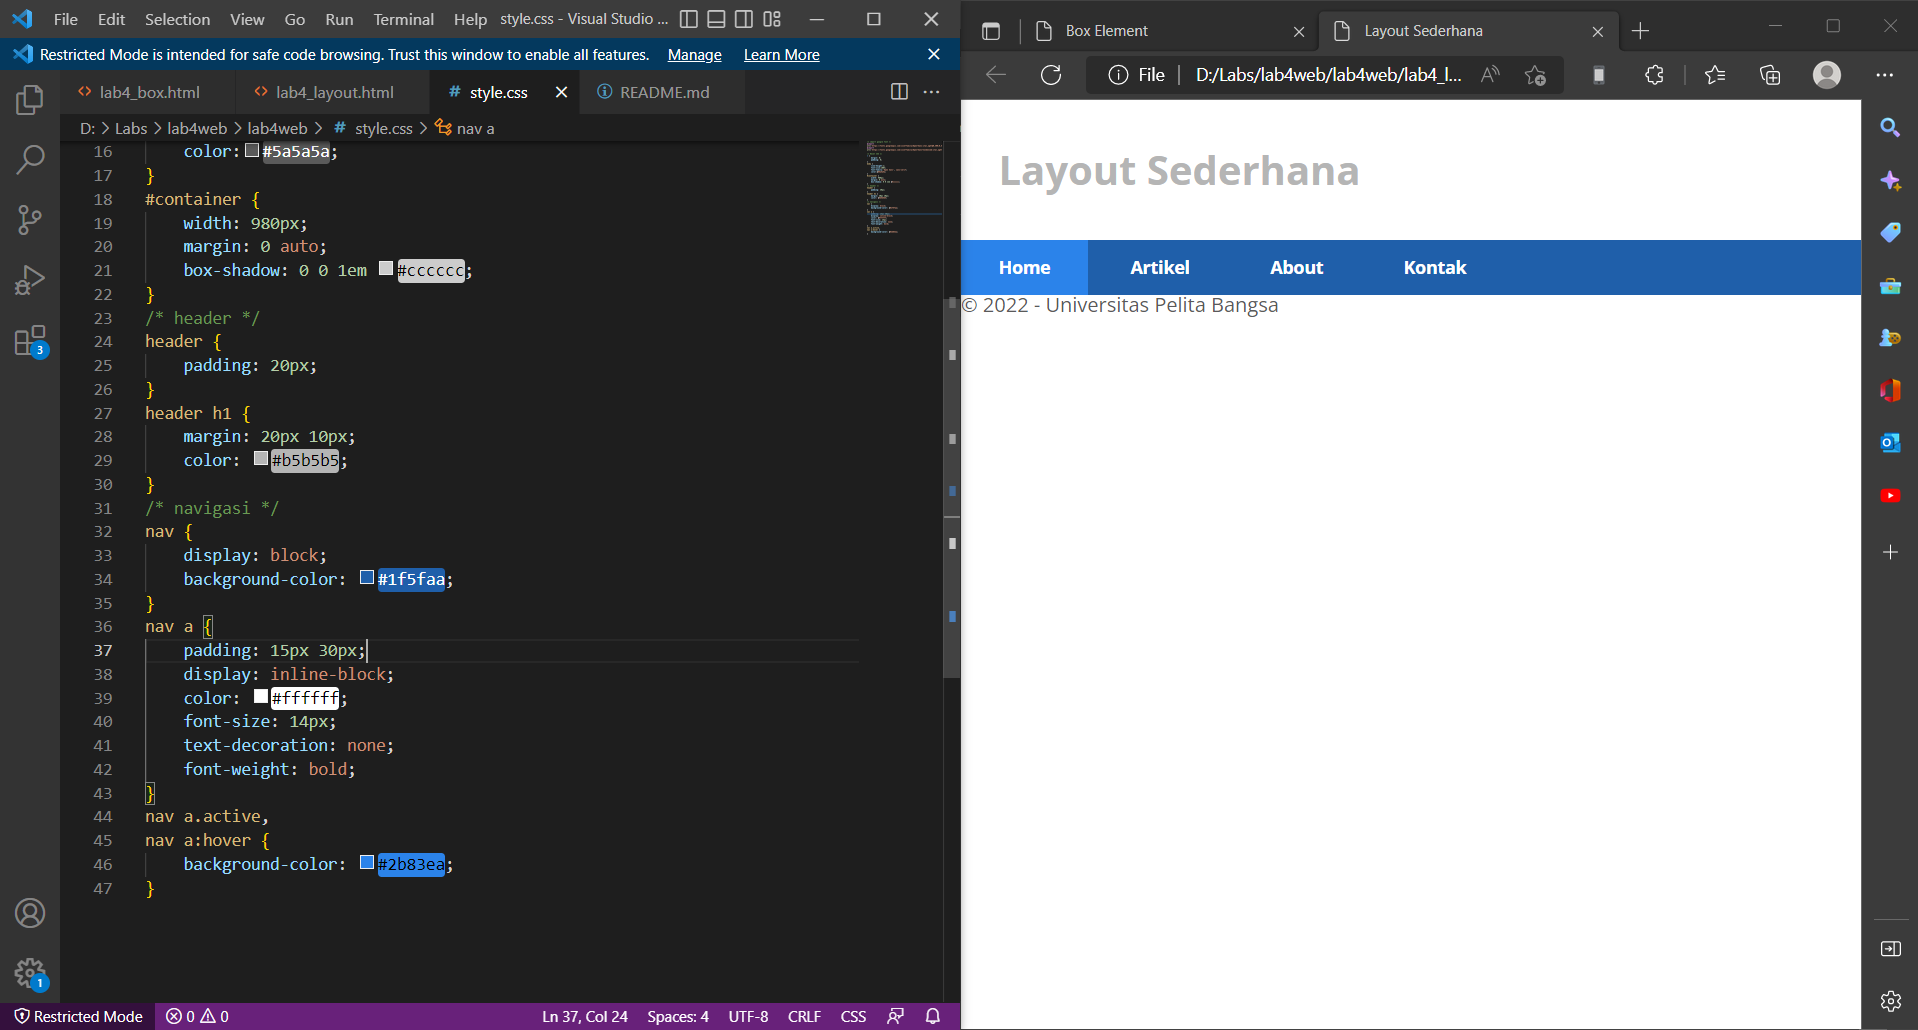 File Edit Selection View Go Run Terminal Help style.css - Visual Studio ...
Restricted Mode is intended for safe code browsing. Trust this window to enable all features. Manage Learn More
lab4_box.html lab4_layout.html # style.css README.md
D: > Labs > lab4web > lab4web > # style.css > nav a
16 color: #5a5a5a;
17 }
18 #container {
19 width: 980px;
20 margin: 0 auto;
21 box-shadow: 0 0 1em #cccccc;
22 }
23 /* header */
24 header {
25 padding: 20px;
26 }
27 header h1 {
28 margin: 20px 10px;
29 color: #b5b5b5;
30 }
31 /* navigasi */
32 nav {
33 display: block;
34 background-color: #1f5faa;
35 }
36 nav a {
37 padding: 15px 30px;
38 display: inline-block;
39 color: #ffffff;
40 font-size: 14px;
41 text-decoration: none;
42 font-weight: bold;
43 }
44 nav a.active,
45 nav a:hover {
46 background-color: #2b83ea;
47 }
3
1
Restricted Mode 0 0 Ln 37, Col 24 Spaces: 4 UTF-8 CRLF CSS
Box Element Layout Sederhana
File D:/Labs/lab4web/lab4web/lab4_l...
Layout Sederhana
Home Artikel About Kontak
© 2022 - Universitas Pelita Bangsa